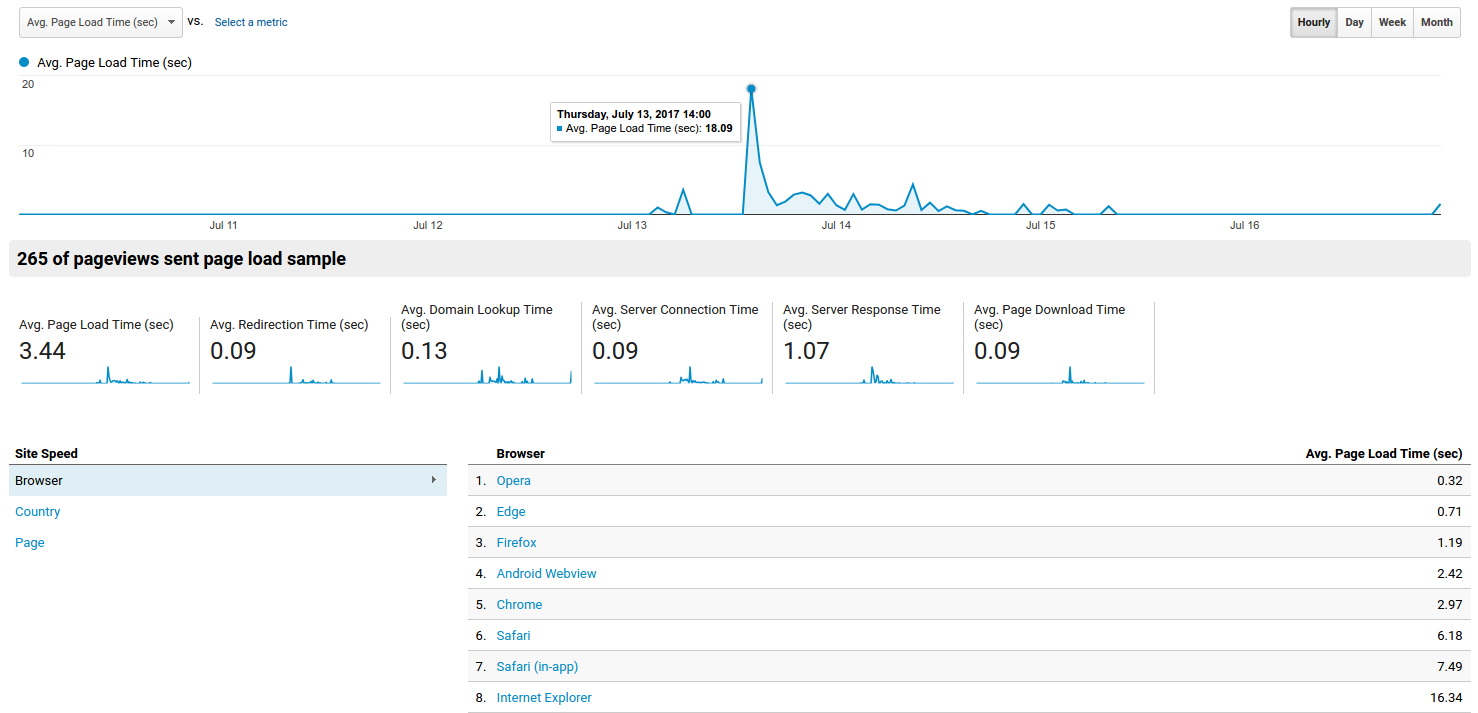 Avg. Page Load Time (sec) vs. Select a metric
Hourly Day Week Month
Avg. Page Load Time (sec)
20
Thursday, July 13, 2017 14:00
Avg. Page Load Time (sec): 18.09
10
Jul 11 Jul 12 Jul 13 Jul 14 Jul 15 Jul 16
265 of pageviews sent page load sample
Avg. Page Load Time (sec)
3.44
Avg. Redirection Time (sec)
0.09
Avg. Domain Lookup Time
(sec)
0.13
Avg. Server Connection Time
(sec)
0.09
Avg. Server Response Time
(sec)
1.07
Avg. Page Download Time
(sec)
0.09
Site Speed
Browser
Country
Page
Browser Avg. Page Load Time (sec)
1. Opera 0.32
2. Edge 0.71
3. Firefox 1.19
4. Android Webview 2.42
5. Chrome 2.97
6. Safari 6.18
7. Safari (in-app) 7.49
8. Internet Explorer 16.34